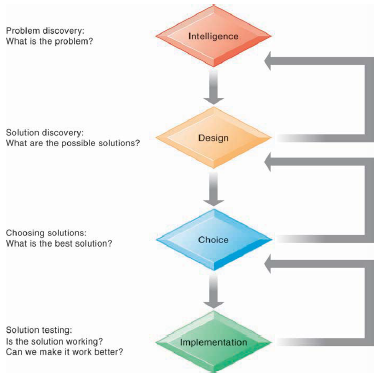 Problem discovery:
What is the problem?
Intelligence
Solution discovery:
What are the possible solutions?
Design
Choosing solutions:
What is the best solution?
Choice
Solution testing:
Is the solution working?
Can we make it work better?
Implementation